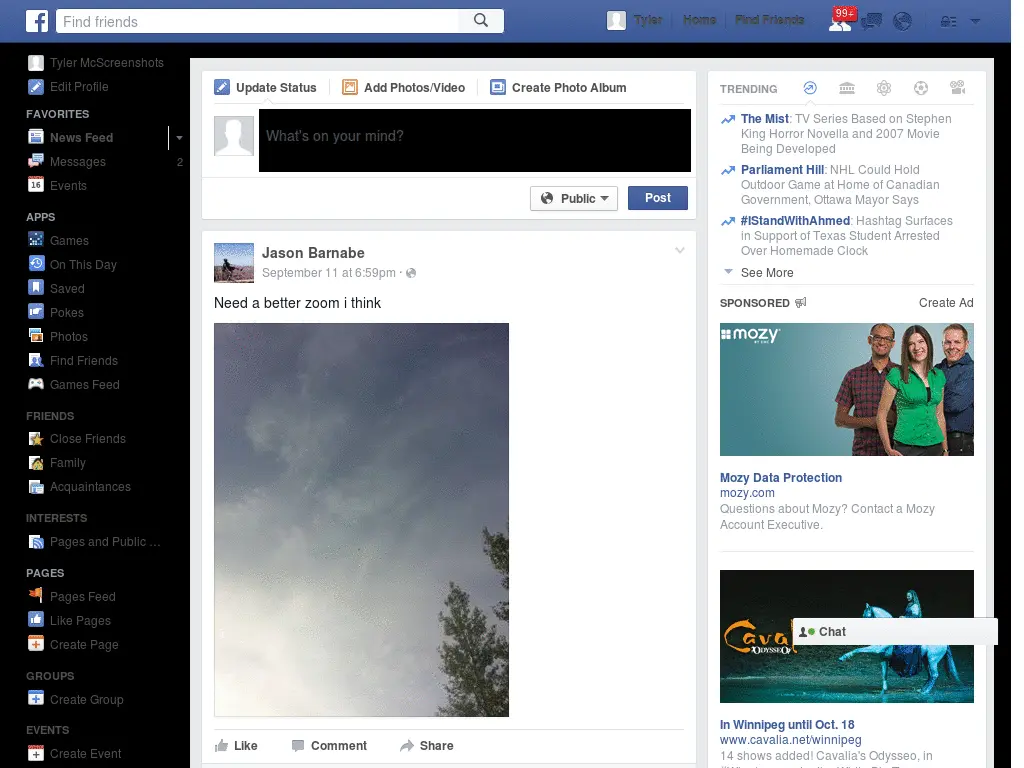 Find friends
Tyler
Home
Find Friends
99+
Tyler McScreenshots
Edit Profile
FAVORITES
News Feed
Messages
2
16
Events
APPS
Games
On This Day
Saved
Pokes
Photos
Find Friends
Games Feed
FRIENDS
Close Friends
Family
Acquaintances
INTERESTS
Pages and Public ...
PAGES
Pages Feed
Like Pages
Create Page
GROUPS
Create Group
EVENTS
Create Event
Update Status
Add Photos/Video
Create Photo Album
What's on your mind?
Public
Post
Jason Barnabe
September 11 at 6:59pm ·
Need a better zoom i think
Like
Comment
Share
TRENDING
The Mist: TV Series Based on Stephen
King Horror Novella and 2007 Movie
Being Developed
Parliament Hill: NHL Could Hold
Outdoor Game at Home of Canadian
Government, Ottawa Mayor Says
#IStandWithAhmed: Hashtag Surfaces
in Support of Texas Student Arrested
Over Homemade Clock
See More
SPONSORED
Create Ad
mozy
BY EMC
Mozy Data Protection
mozy.com
Questions about Mozy? Contact a Mozy
Account Executive.
Caval
ODYSSEO
Chat
In Winnipeg until Oct. 18
www.cavalia.net/winnipeg
14 shows added! Cavalia's Odysseo, in